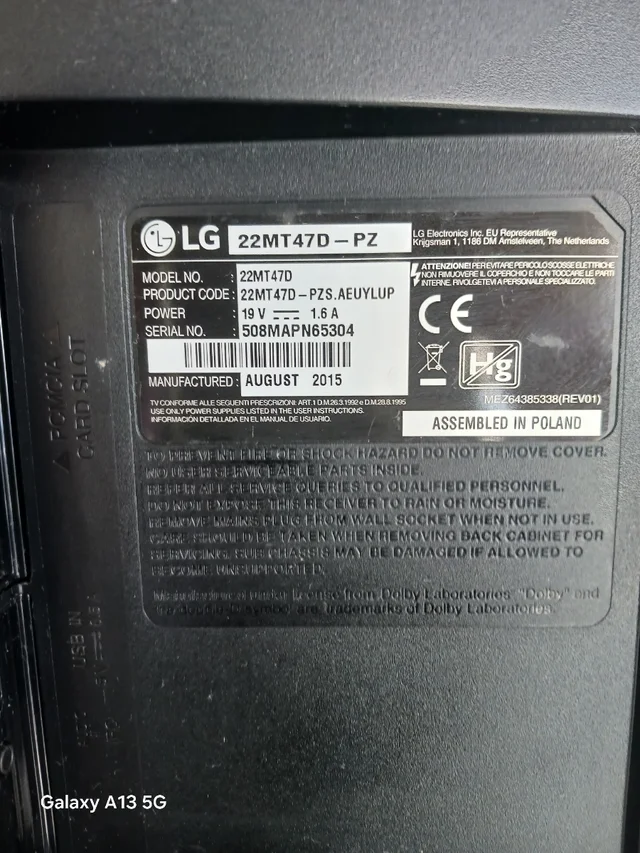 LG 22MT47D-PZ
LG Electronics Inc. EU Representative
Krijgsman 1, 1186 DM Amstelveen, The Netherlands
MODEL NO. : 22MT47D
PRODUCT CODE : 22MT47D-PZS.AEUYLUP
POWER : 19 V 1.6 A
SERIAL NO. : 508MAPN65304
MANUFACTURED : AUGUST 2015
ATTENZIONE! PER EVITARE PERICOLO SCOSSE ELETTRICHE
NON RIMUOVERE IL COPERCHIO E NON TOCCARE LE PARTI
INTERNE. RIVOLGETEVI A PERSONALE SPECIALIZZATO.
CE
Hg
MEZ64385338(REV01)
TV CONFORME ALLE SEGUENTI PRESCRIZIONI: ART.1 D.M.26.3.1992 e D.M.28.8.1995
USE ONLY POWER SUPPLIES LISTED IN THE USER INSTRUCTIONS.
INFORMACIÓN DETALLADA EN EL MANUAL DE USUARIO.
ASSEMBLED IN POLAND
TO PREVENT ELECTRIC SHOCK HAZARD DO NOT REMOVE COVER.
NO USER SERVICEABLE PARTS INSIDE.
REFER ALL SERVICE QUERIES TO QUALIFIED PERSONNEL.
DO NOT EXPOSE THIS RECEIVER TO RAIN OR MOISTURE.
REMOVE MAINS PLUG FROM WALL SOCKET WHEN NOT IN USE.
CARE SHOULD BE TAKEN WHEN REMOVING BACK CABINET FOR
SERVICING. SUB CHASSIS MAY BE DAMAGED IF ALLOWED TO
BECOME UNSUPPORTED.
Manufactured under license from Dolby Laboratories. "Dolby" and
the double-D symbol are trademarks of Dolby Laboratories.
PCMCIA
CARD SLOT
USB IN
Galaxy A13 5G